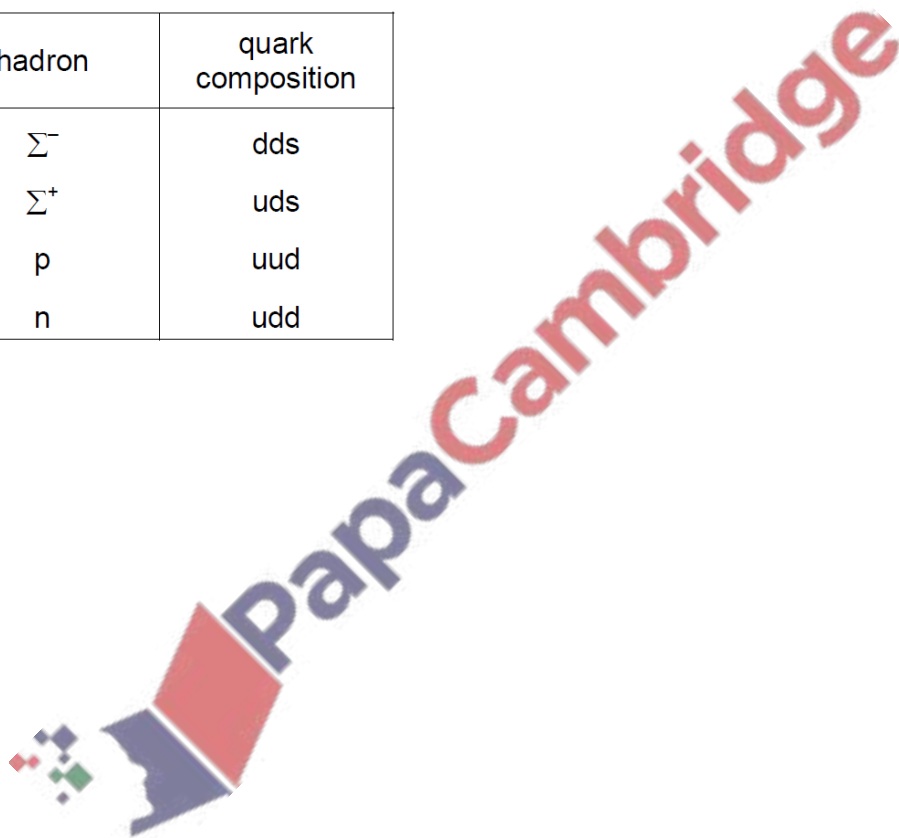 hadron quark
composition
Σ⁻ dds
Σ⁺ uds
p uud
n udd
PapaCambridge